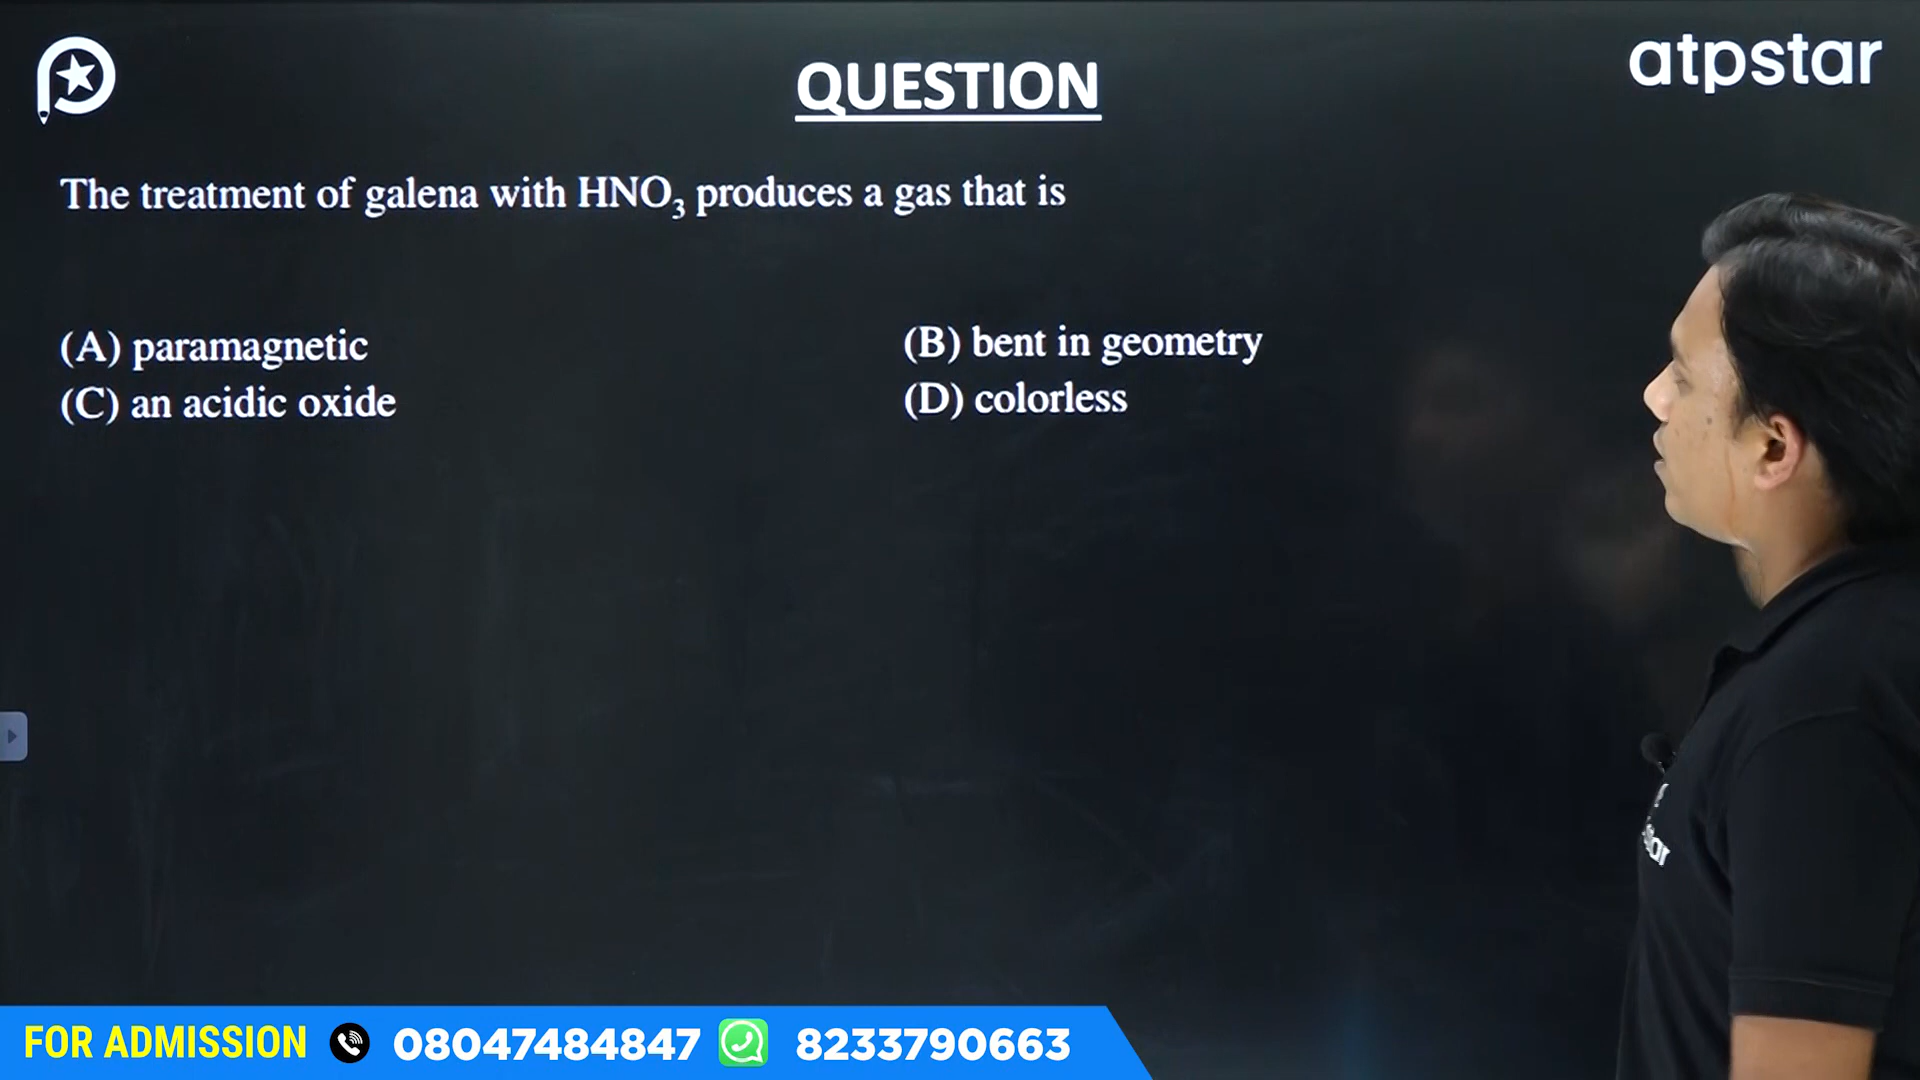 atpstar
QUESTION
The treatment of galena with HNO₃ produces a gas that is
(A) paramagnetic
(B) bent in geometry
(C) an acidic oxide
(D) colorless
FOR ADMISSION 08047484847 8233790663